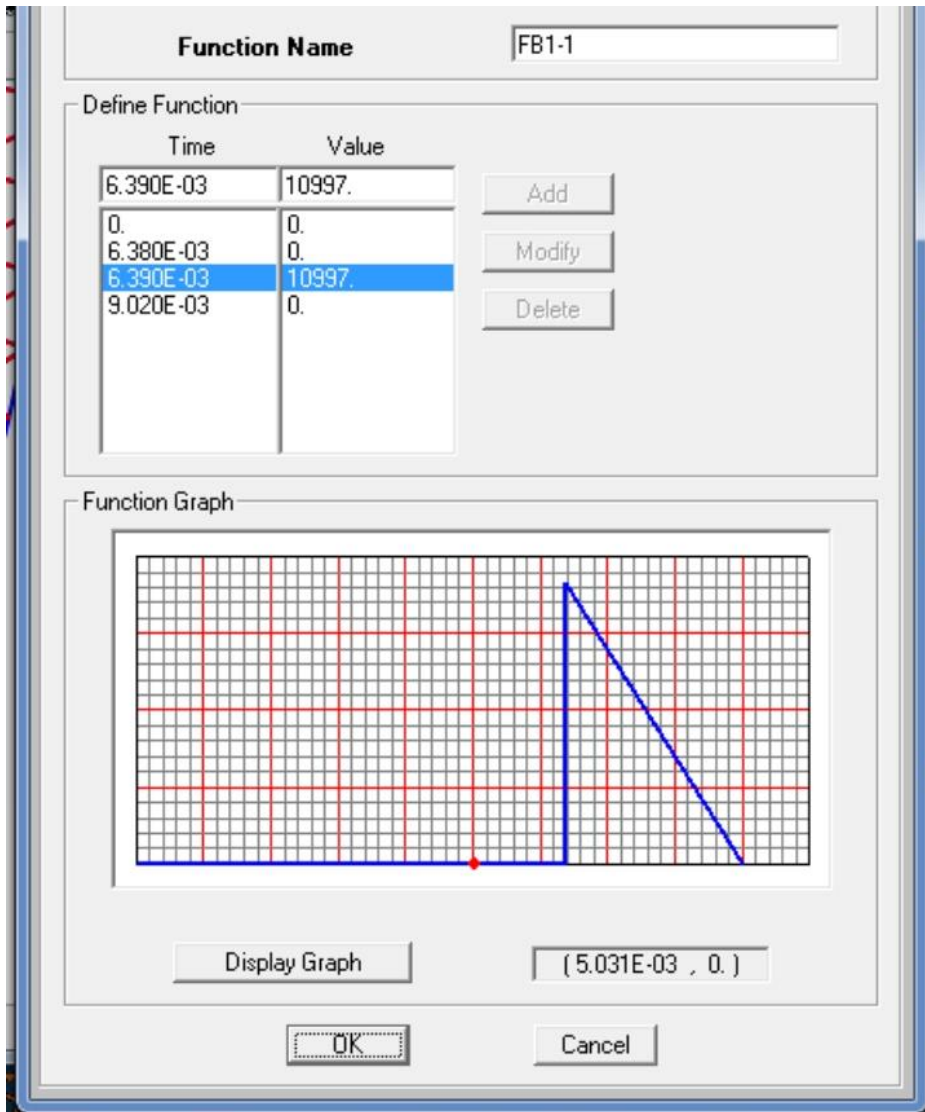 Function Name FB1-1
Define Function
Time Value
6.390E-03 10997. Add
0. 0.
6.380E-03 0. Modify
6.390E-03 10997.
9.020E-03 0. Delete
Function Graph
Display Graph ( 5.031E-03 , 0. )
OK Cancel